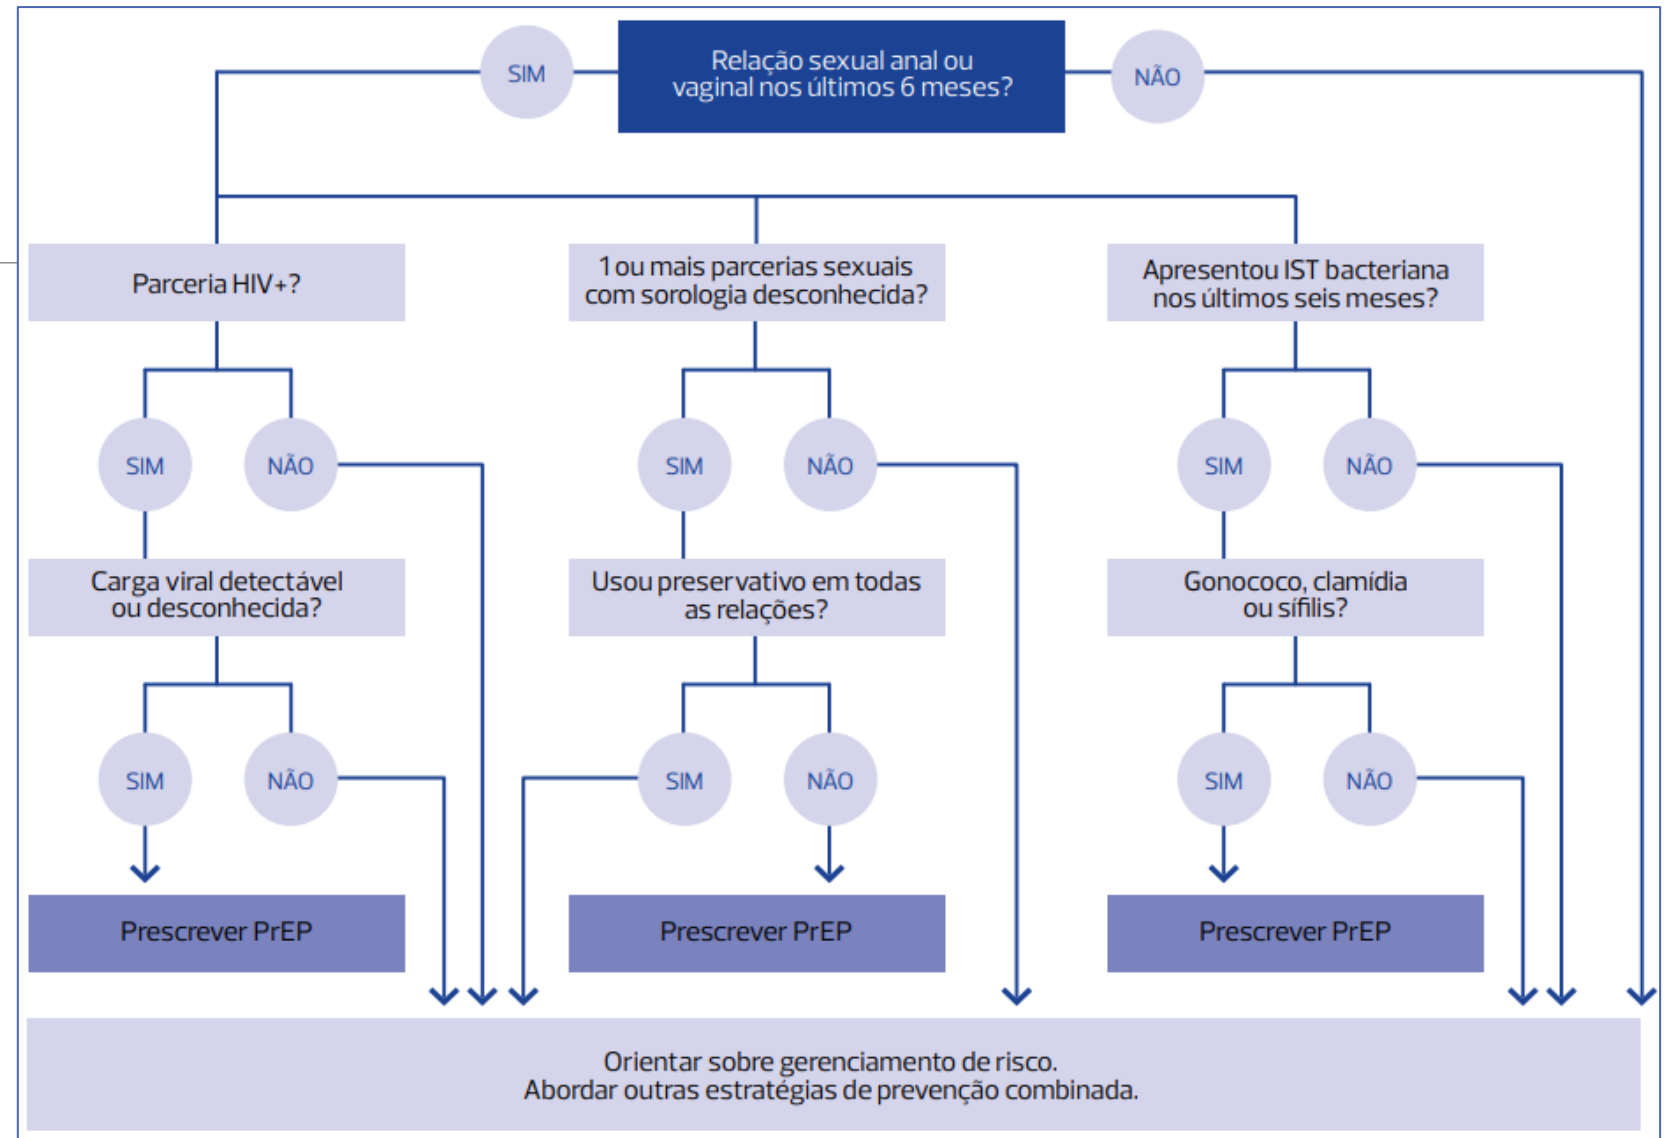 Relação sexual anal ou
vaginal nos últimos 6 meses?
SIM
NÃO
Parceria HIV+?
1 ou mais parcerias sexuais
com sorologia desconhecida?
Apresentou IST bacteriana
nos últimos seis meses?
SIM
NÃO
SIM
NÃO
SIM
NÃO
Carga viral detectável
ou desconhecida?
Usou preservativo em todas
as relações?
Gonococo, clamídia
ou sífilis?
SIM
NÃO
SIM
NÃO
SIM
NÃO
Prescrever PrEP
Prescrever PrEP
Prescrever PrEP
Orientar sobre gerenciamento de risco.
Abordar outras estratégias de prevenção combinada.